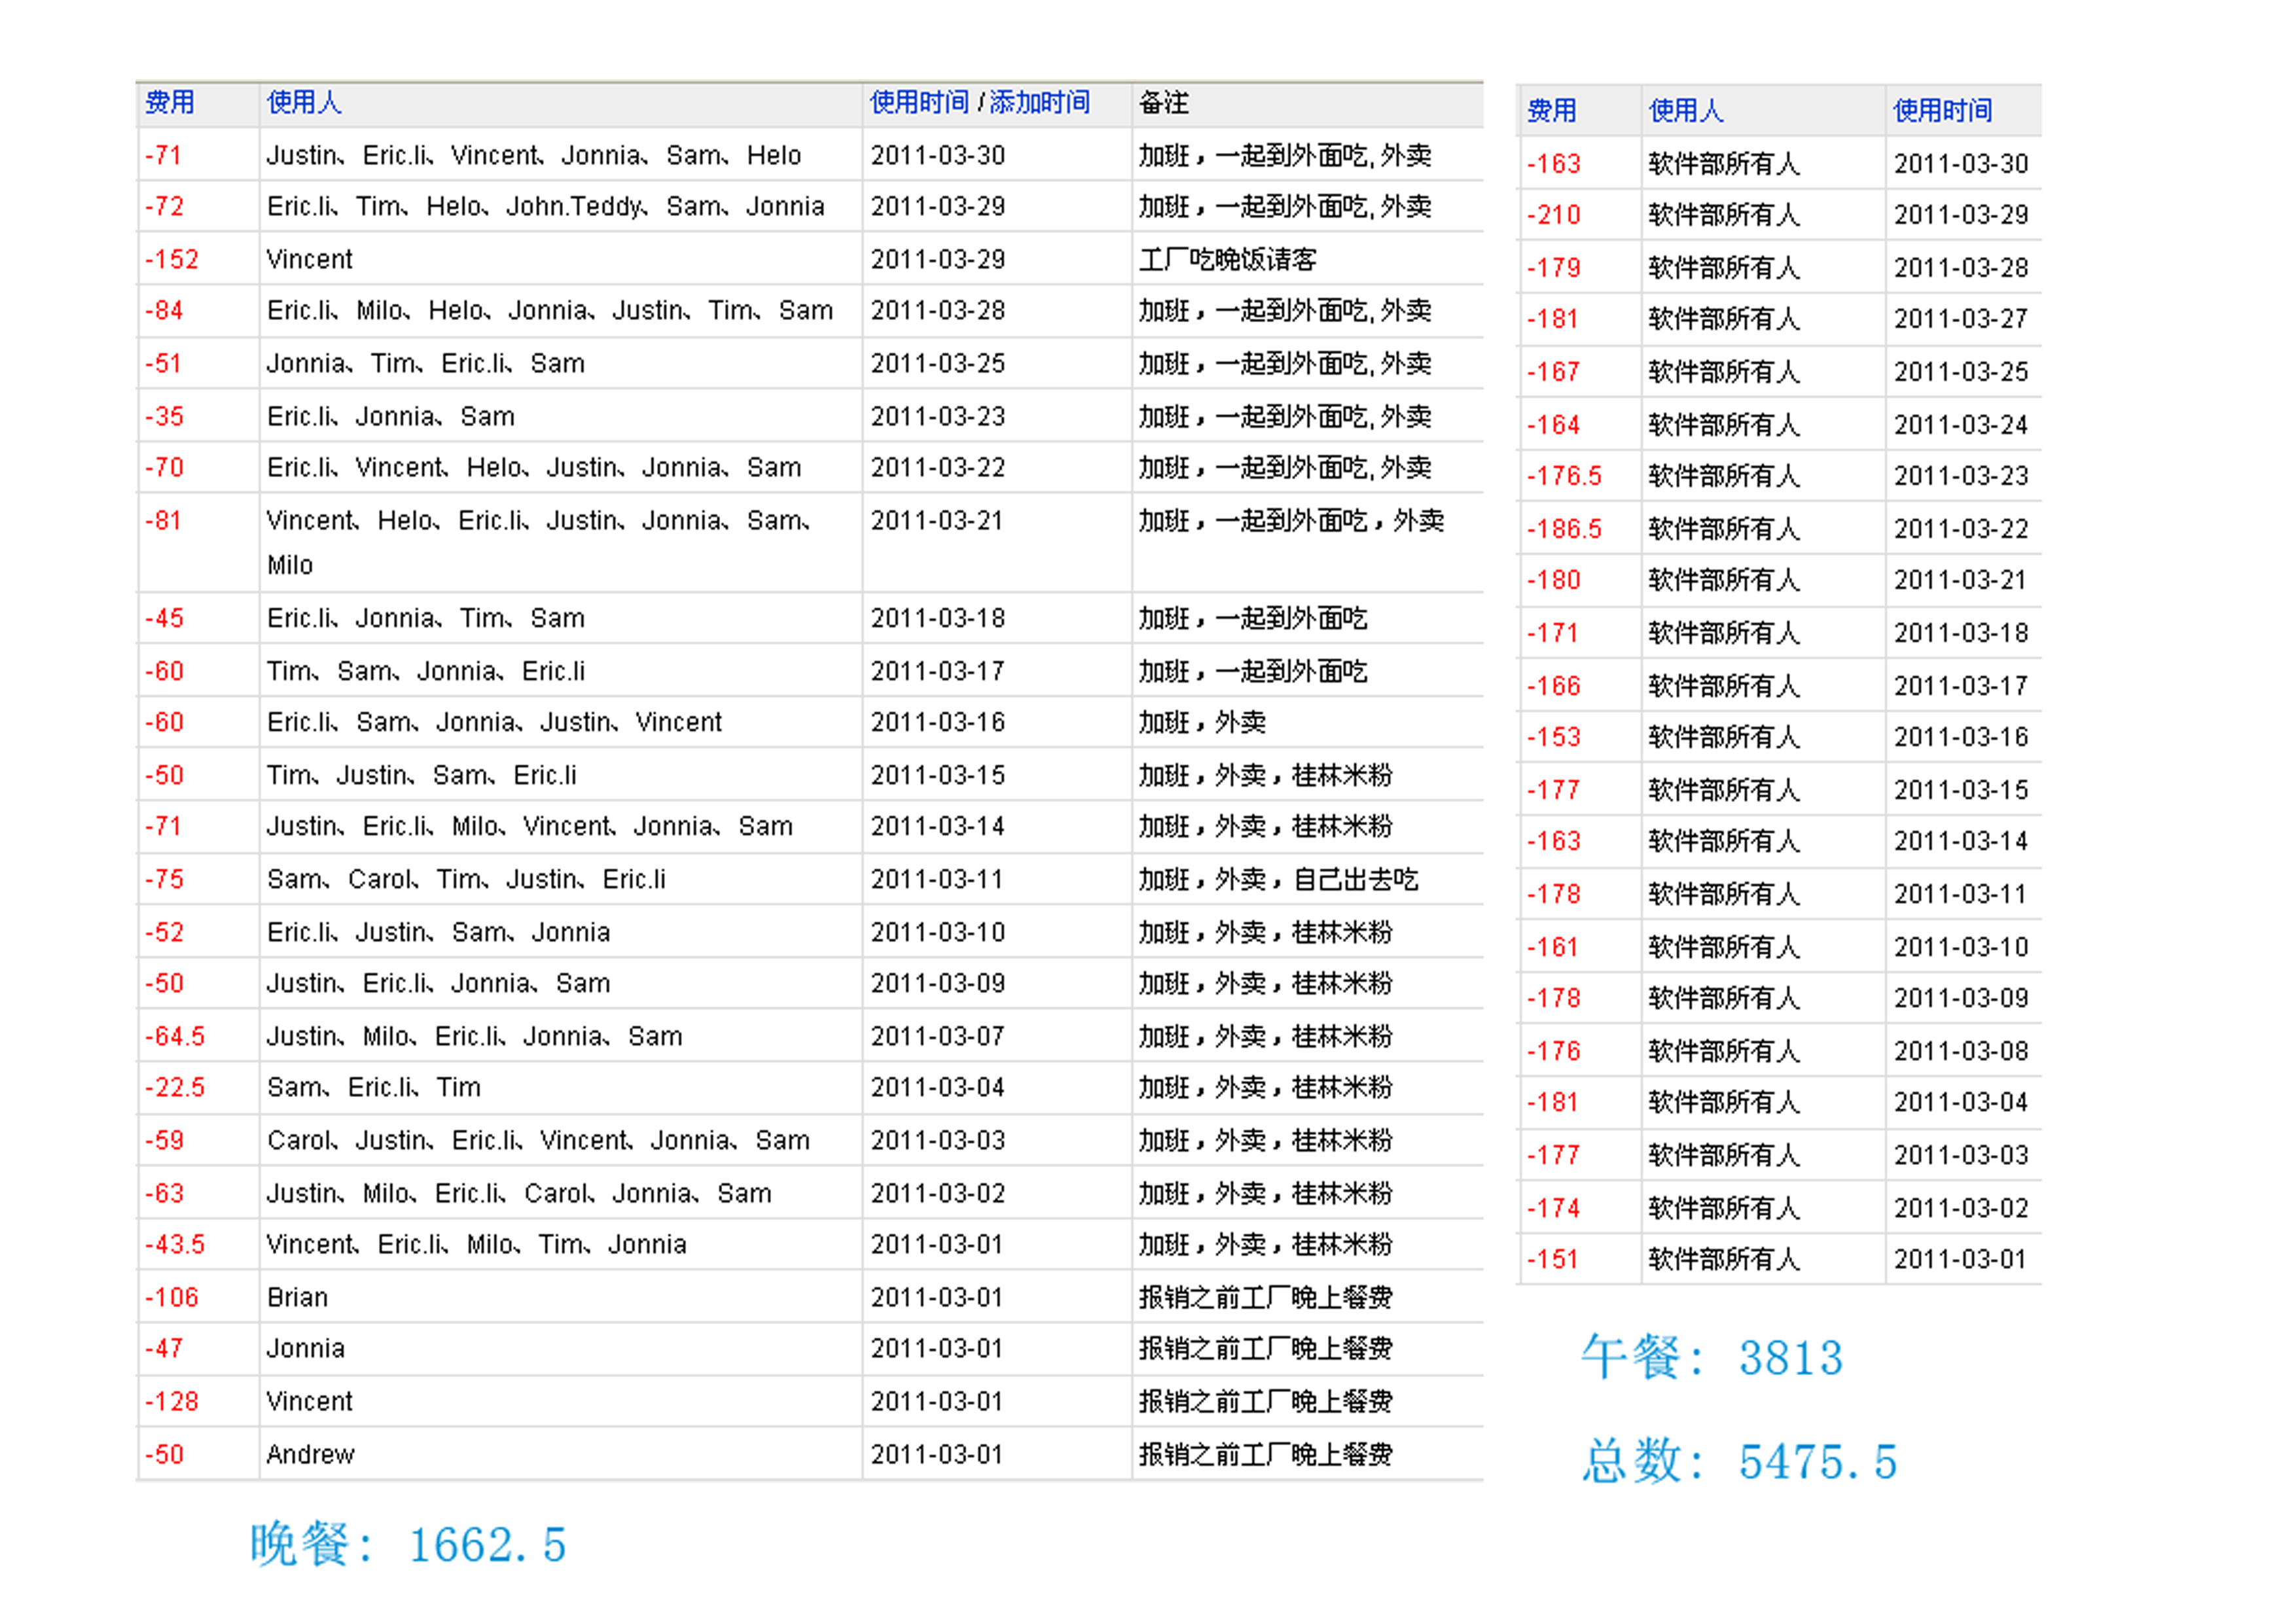 费用 使用人 使用时间 / 添加时间 备注
-71 Justin、Eric.li、Vincent、Jonnia、Sam、Helo 2011-03-30 加班，一起到外面吃,外卖
-72 Eric.li、Tim、Helo、John.Teddy、Sam、Jonnia 2011-03-29 加班，一起到外面吃,外卖
-152 Vincent 2011-03-29 工厂吃晚饭请客
-84 Eric.li、Milo、Helo、Jonnia、Justin、Tim、Sam 2011-03-28 加班，一起到外面吃,外卖
-51 Jonnia、Tim、Eric.li、Sam 2011-03-25 加班，一起到外面吃,外卖
-35 Eric.li、Jonnia、Sam 2011-03-23 加班，一起到外面吃,外卖
-70 Eric.li、Vincent、Helo、Justin、Jonnia、Sam 2011-03-22 加班，一起到外面吃,外卖
-81 Vincent、Helo、Eric.li、Justin、Jonnia、Sam、 2011-03-21 加班，一起到外面吃，外卖
Milo
-45 Eric.li、Jonnia、Tim、Sam 2011-03-18 加班，一起到外面吃
-60 Tim、Sam、Jonnia、Eric.li 2011-03-17 加班，一起到外面吃
-60 Eric.li、Sam、Jonnia、Justin、Vincent 2011-03-16 加班，外卖
-50 Tim、Justin、Sam、Eric.li 2011-03-15 加班，外卖，桂林米粉
-71 Justin、Eric.li、Milo、Vincent、Jonnia、Sam 2011-03-14 加班，外卖，桂林米粉
-75 Sam、Carol、Tim、Justin、Eric.li 2011-03-11 加班，外卖，自己出去吃
-52 Eric.li、Justin、Sam、Jonnia 2011-03-10 加班，外卖，桂林米粉
-50 Justin、Eric.li、Jonnia、Sam 2011-03-09 加班，外卖，桂林米粉
-64.5 Justin、Milo、Eric.li、Jonnia、Sam 2011-03-07 加班，外卖，桂林米粉
-22.5 Sam、Eric.li、Tim 2011-03-04 加班，外卖，桂林米粉
-59 Carol、Justin、Eric.li、Vincent、Jonnia、Sam 2011-03-03 加班，外卖，桂林米粉
-63 Justin、Milo、Eric.li、Carol、Jonnia、Sam 2011-03-02 加班，外卖，桂林米粉
-43.5 Vincent、Eric.li、Milo、Tim、Jonnia 2011-03-01 加班，外卖，桂林米粉
-106 Brian 2011-03-01 报销之前工厂晚上餐费
-47 Jonnia 2011-03-01 报销之前工厂晚上餐费
-128 Vincent 2011-03-01 报销之前工厂晚上餐费
-50 Andrew 2011-03-01 报销之前工厂晚上餐费
晚餐: 1662.5
费用 使用人 使用时间
-163 软件部所有人 2011-03-30
-210 软件部所有人 2011-03-29
-179 软件部所有人 2011-03-28
-181 软件部所有人 2011-03-27
-167 软件部所有人 2011-03-25
-164 软件部所有人 2011-03-24
-176.5 软件部所有人 2011-03-23
-186.5 软件部所有人 2011-03-22
-180 软件部所有人 2011-03-21
-171 软件部所有人 2011-03-18
-166 软件部所有人 2011-03-17
-153 软件部所有人 2011-03-16
-177 软件部所有人 2011-03-15
-163 软件部所有人 2011-03-14
-178 软件部所有人 2011-03-11
-161 软件部所有人 2011-03-10
-178 软件部所有人 2011-03-09
-176 软件部所有人 2011-03-08
-181 软件部所有人 2011-03-04
-177 软件部所有人 2011-03-03
-174 软件部所有人 2011-03-02
-151 软件部所有人 2011-03-01
午餐: 3813
总数: 5475.5